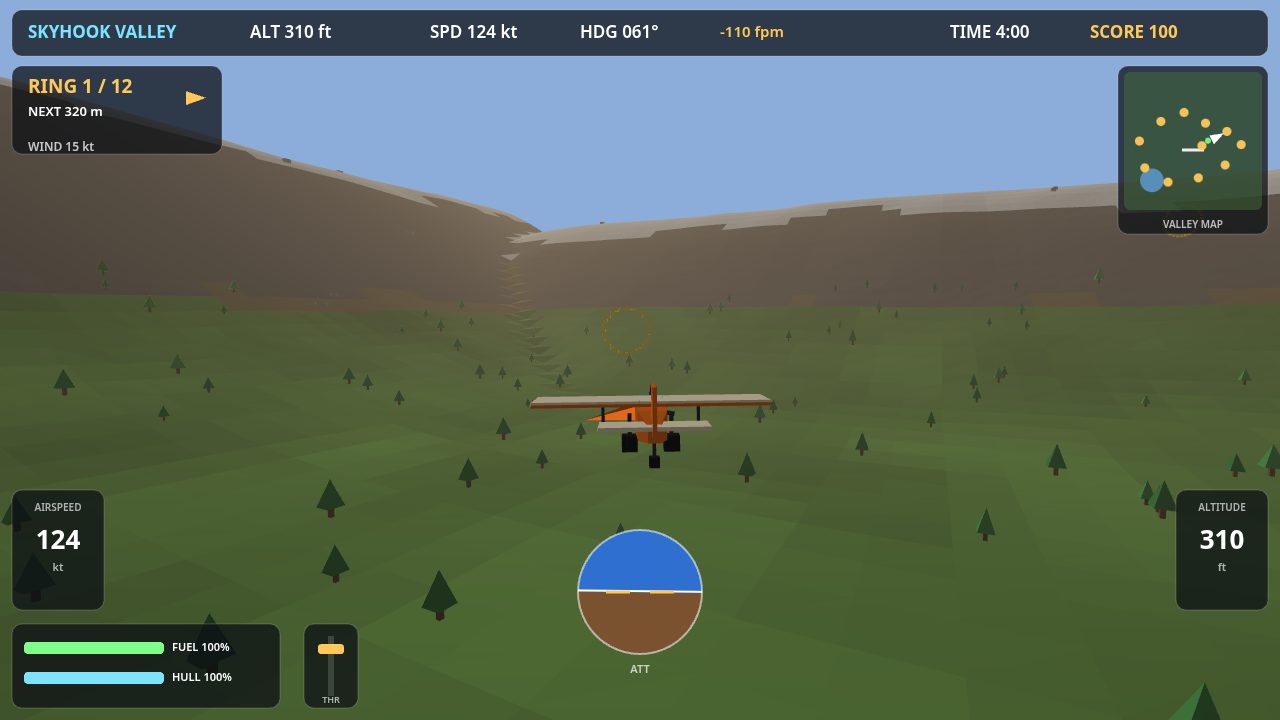 SKYHOOK VALLEY
ALT 310 ft
SPD 124 kt
HDG 061°
-110 fpm
TIME 4:00
SCORE 100
RING 1 / 12
NEXT 320 m
WIND 15 kt
VALLEY MAP
AIRSPEED
124
kt
ALTITUDE
310
ft
FUEL 100%
HULL 100%
THR
ATT